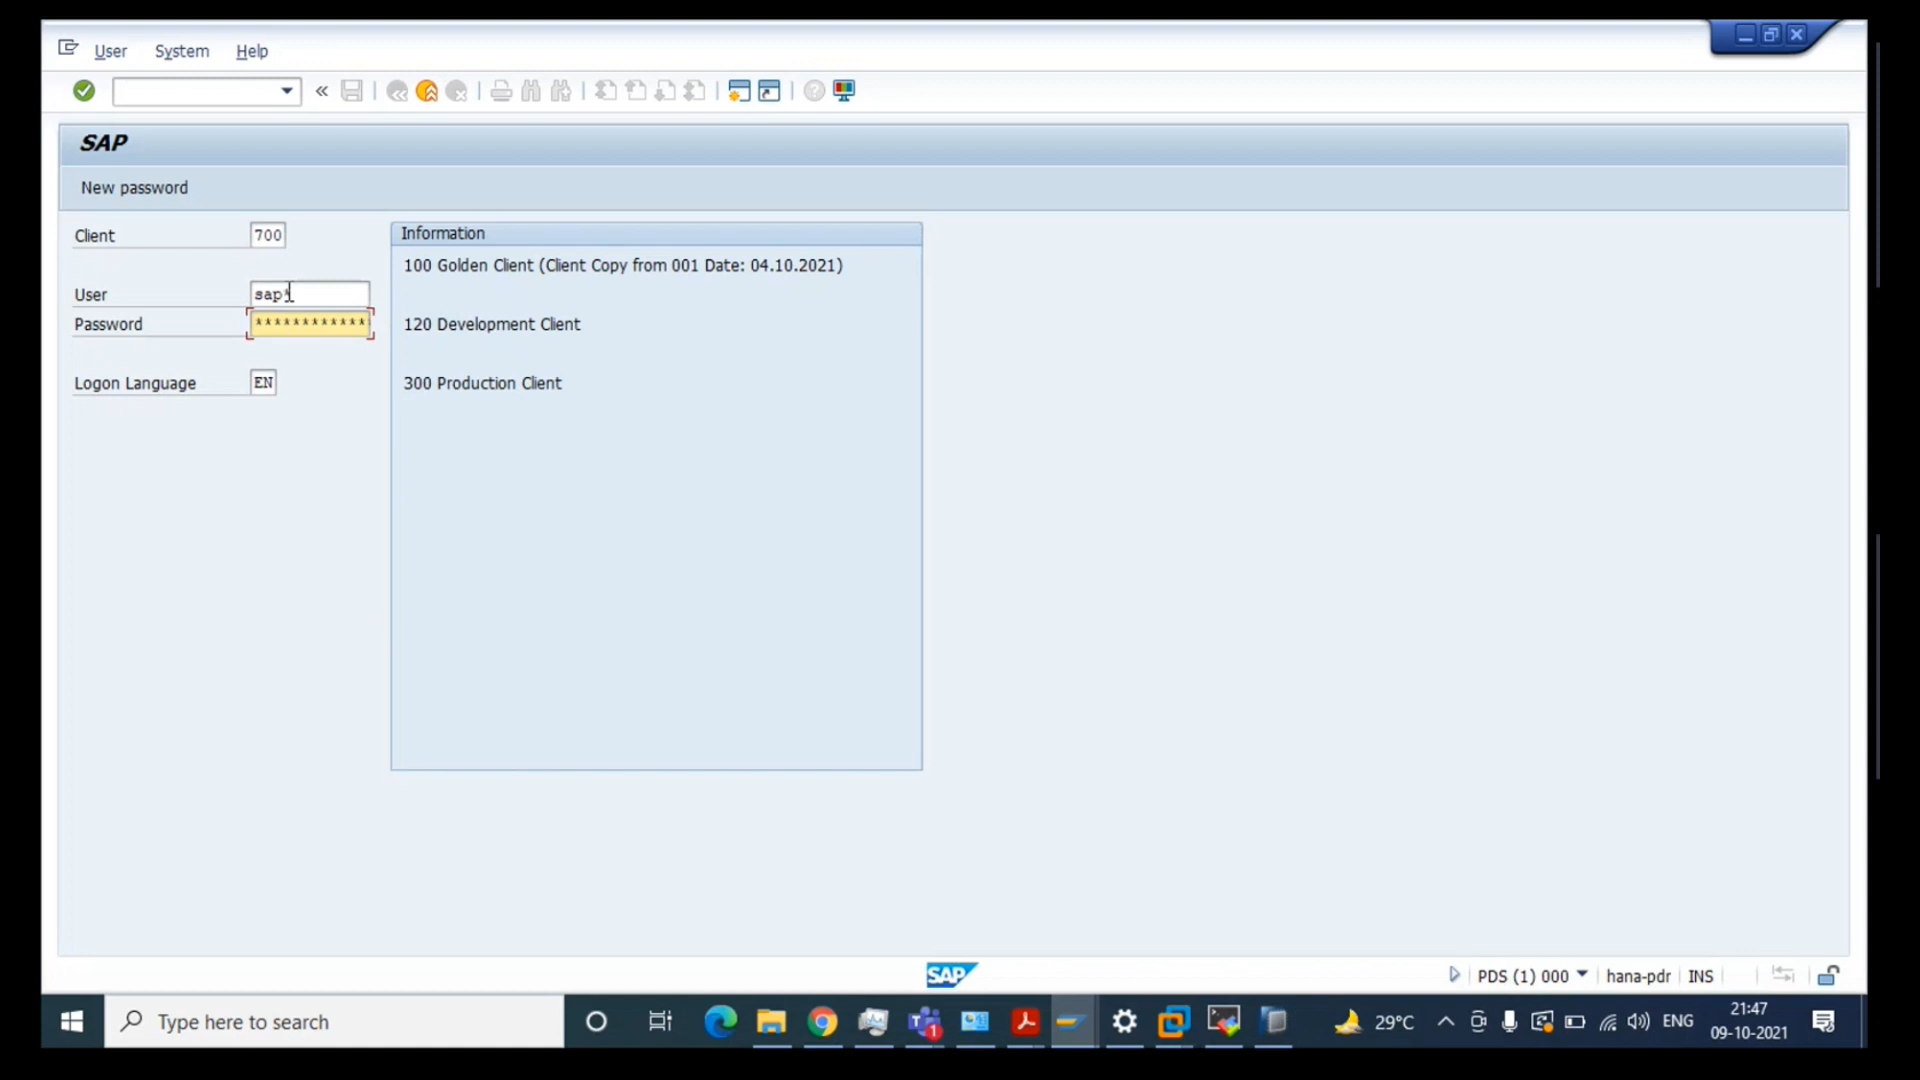 User System Help
SAP
New password
Client 700
User sap*
Password ************
Logon Language EN
Information
100 Golden Client (Client Copy from 001 Date: 04.10.2021)
120 Development Client
300 Production Client
SAP
PDS (1) 000 hana-pdr INS
Type here to search
1
29°C
ENG
21:47
09-10-2021